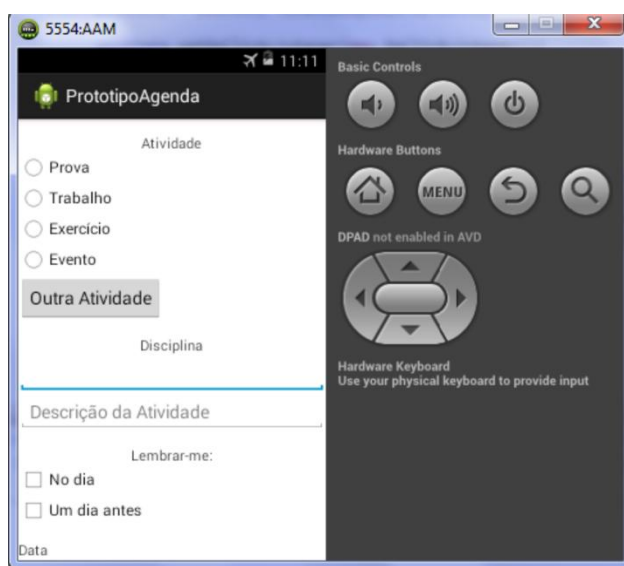 5554:AAM
11:11
PrototipoAgenda
Atividade
Prova
Trabalho
Exercício
Evento
Outra Atividade
Disciplina
Descrição da Atividade
Lembrar-me:
No dia
Um dia antes
Data
Basic Controls
Hardware Buttons
MENU
DPAD not enabled in AVD
Hardware Keyboard
Use your physical keyboard to provide input